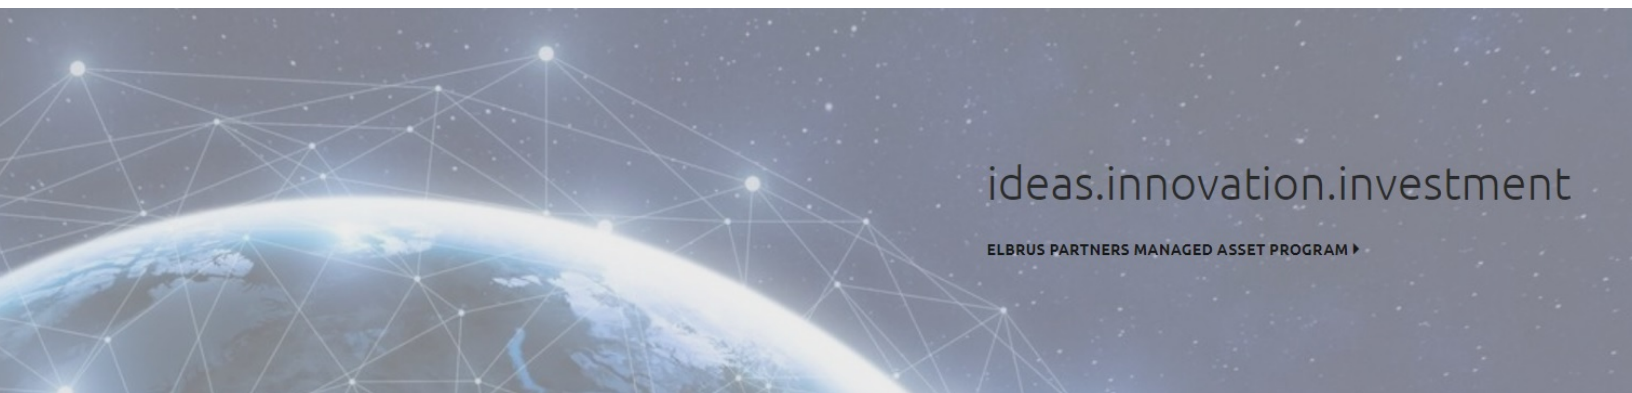 ideas.innovation.investment
ELBRUS PARTNERS MANAGED ASSET PROGRAM